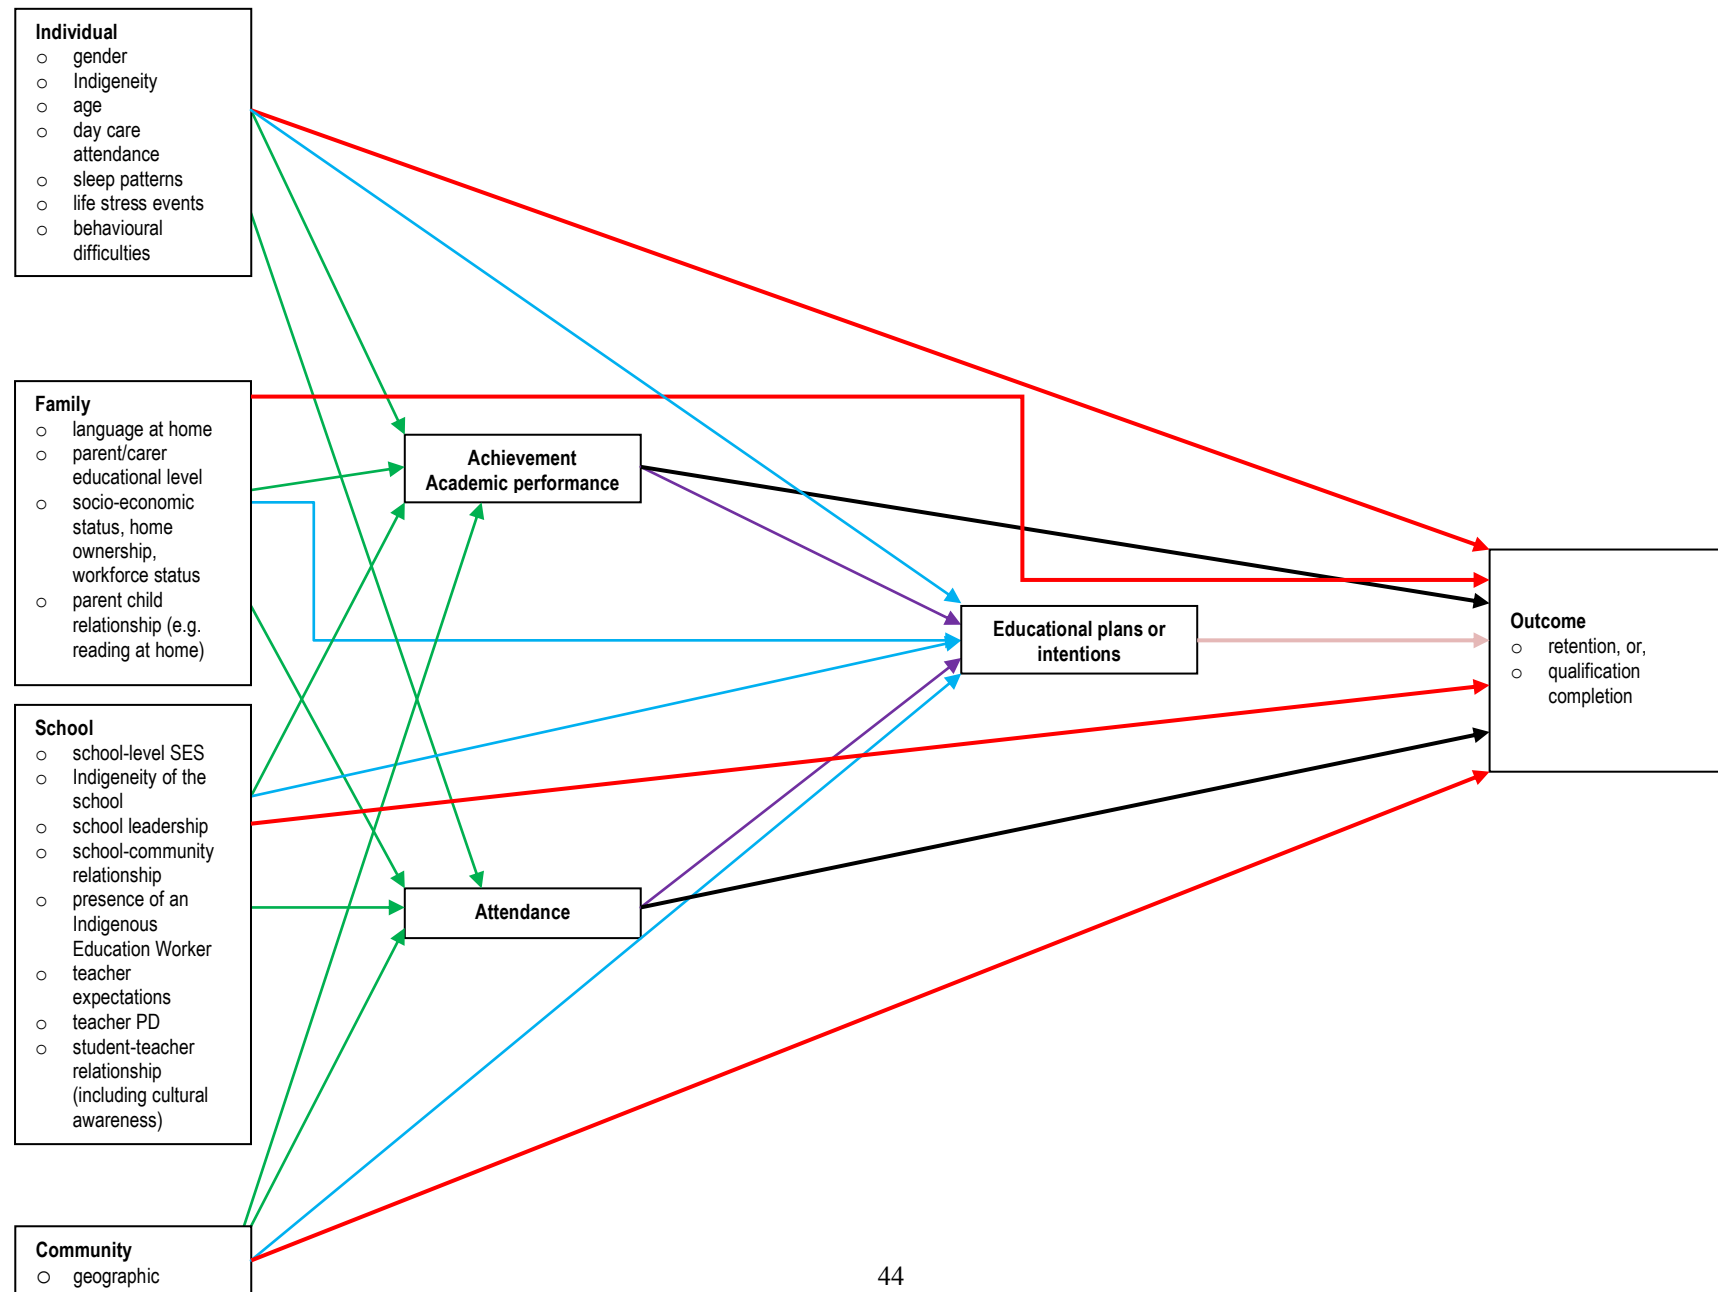 Individual
o gender
o Indigeneity
o age
o day care
attendance
o sleep patterns
o life stress events
o behavioural
difficulties
Family
o language at home
o parent/carer
educational level
o socio-economic
status, home
ownership,
workforce status
o parent child
relationship (e.g.
reading at home)
School
o school-level SES
o Indigeneity of the
school
o school leadership
o school-community
relationship
o presence of an
Indigenous
Education Worker
o teacher
expectations
o teacher PD
o student-teacher
relationship
(including cultural
awareness)
Community
o geographic
Achievement
Academic performance
Attendance
Educational plans or
intentions
Outcome
o retention, or,
o qualification
completion
44